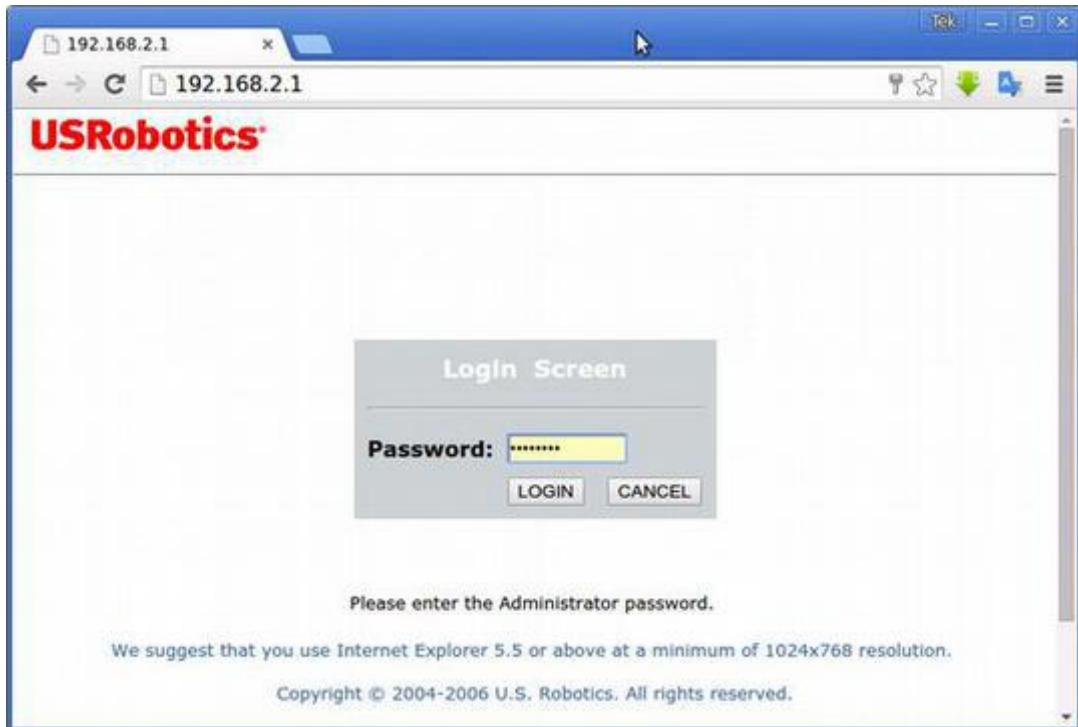 Tek
192.168.2.1
192.168.2.1
USRobotics®
Login Screen
Password: ••••••••
LOGIN CANCEL
Please enter the Administrator password.
We suggest that you use Internet Explorer 5.5 or above at a minimum of 1024x768 resolution.
Copyright © 2004-2006 U.S. Robotics. All rights reserved.